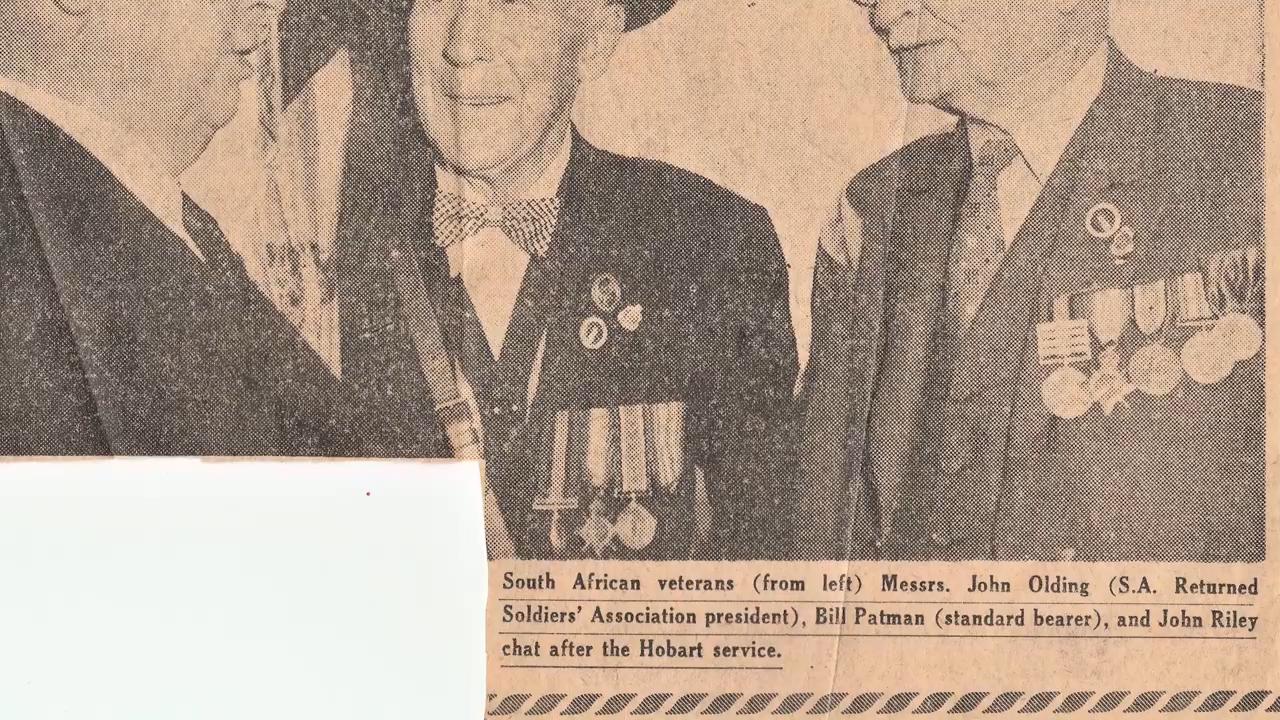 South African veterans (from left) Messrs. John Olding (S.A. Returned
Soldiers' Association president), Bill Patman (standard bearer), and John Riley
chat after the Hobart service.